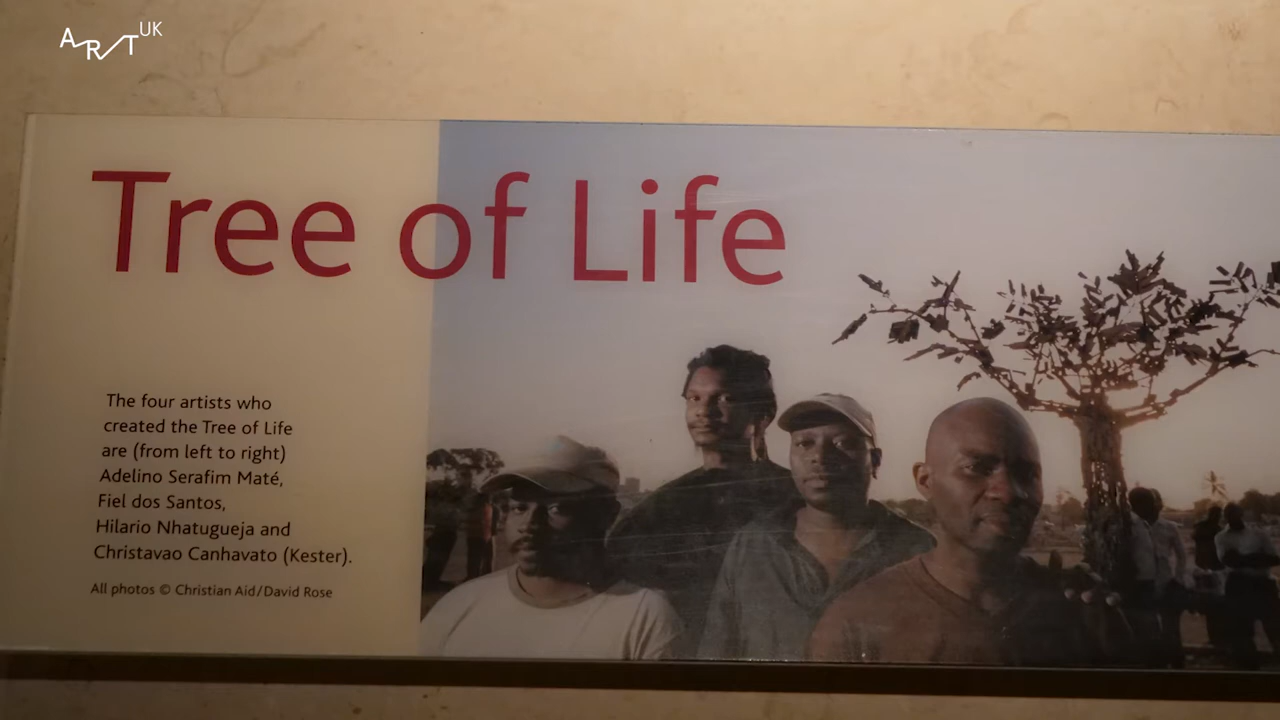 ART UK
Tree of Life
The four artists who
created the Tree of Life
are (from left to right)
Adelino Serafim Maté,
Fiel dos Santos,
Hilario Nhatugueja and
Christavao Canhavato (Kester).
All photos © Christian Aid/David Rose